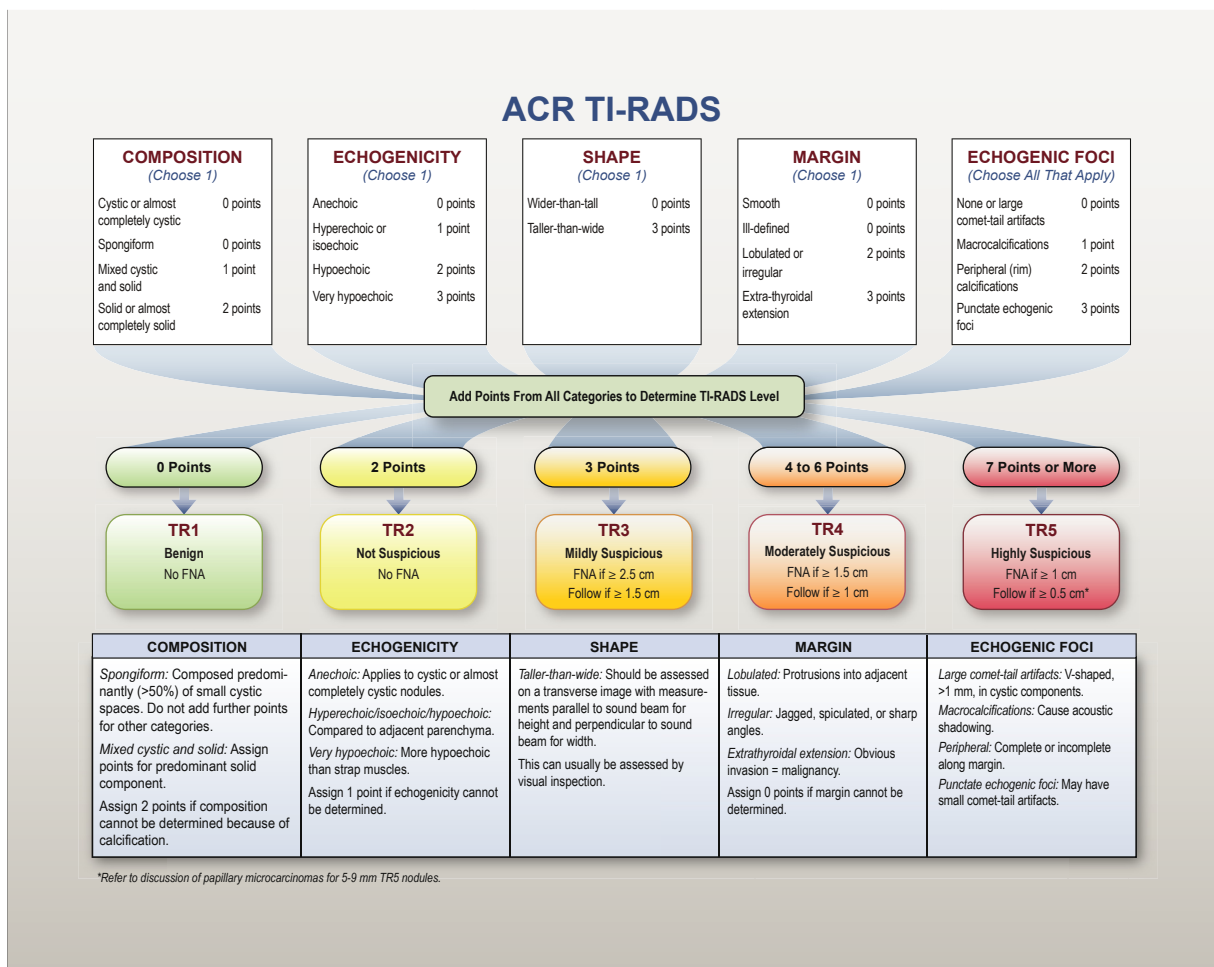 ACR TI-RADS
COMPOSITION
(Choose 1)
Cystic or almost 0 points
completely cystic
Spongiform 0 points
Mixed cystic 1 point
and solid
Solid or almost 2 points
completely solid
ECHOGENICITY
(Choose 1)
Anechoic 0 points
Hyperechoic or 1 point
isoechoic
Hypoechoic 2 points
Very hypoechoic 3 points
SHAPE
(Choose 1)
Wider-than-tall 0 points
Taller-than-wide 3 points
MARGIN
(Choose 1)
Smooth 0 points
Ill-defined 0 points
Lobulated or 2 points
irregular
Extra-thyroidal 3 points
extension
ECHOGENIC FOCI
(Choose All That Apply)
None or large 0 points
comet-tail artifacts
Macrocalcifications 1 point
Peripheral (rim) 2 points
calcifications
Punctate echogenic 3 points
foci
Add Points From All Categories to Determine TI-RADS Level
0 Points
2 Points
3 Points
4 to 6 Points
7 Points or More
TR1
Benign
No FNA
TR2
Not Suspicious
No FNA
TR3
Mildly Suspicious
FNA if ≥ 2.5 cm
Follow if ≥ 1.5 cm
TR4
Moderately Suspicious
FNA if ≥ 1.5 cm
Follow if ≥ 1 cm
TR5
Highly Suspicious
FNA if ≥ 1 cm
Follow if ≥ 0.5 cm*
COMPOSITION
Spongiform: Composed predomi-
nantly (>50%) of small cystic
spaces. Do not add further points
for other categories.
Mixed cystic and solid: Assign
points for predominant solid
component.
Assign 2 points if composition
cannot be determined because of
calcification.
ECHOGENICITY
Anechoic: Applies to cystic or almost
completely cystic nodules.
Hyperechoic/isoechoic/hypoechoic:
Compared to adjacent parenchyma.
Very hypoechoic: More hypoechoic
than strap muscles.
Assign 1 point if echogenicity cannot
be determined.
SHAPE
Taller-than-wide: Should be assessed
on a transverse image with measure-
ments parallel to sound beam for
height and perpendicular to sound
beam for width.
This can usually be assessed by
visual inspection.
MARGIN
Lobulated: Protrusions into adjacent
tissue.
Irregular: Jagged, spiculated, or sharp
angles.
Extrathyroidal extension: Obvious
invasion = malignancy.
Assign 0 points if margin cannot be
determined.
ECHOGENIC FOCI
Large comet-tail artifacts: V-shaped,
>1 mm, in cystic components.
Macrocalcifications: Cause acoustic
shadowing.
Peripheral: Complete or incomplete
along margin.
Punctate echogenic foci: May have
small comet-tail artifacts.
*Refer to discussion of papillary microcarcinomas for 5-9 mm TR5 nodules.